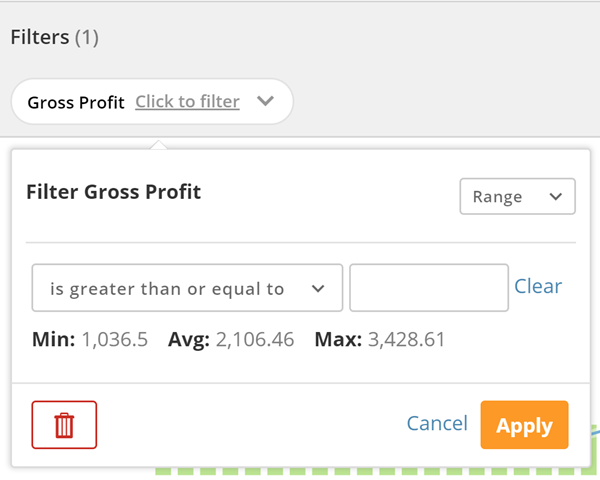 Filters (1)
Gross Profit Click to filter
Filter Gross Profit
Range
is greater than or equal to
Clear
Min: 1,036.5 Avg: 2,106.46 Max: 3,428.61
Cancel
Apply